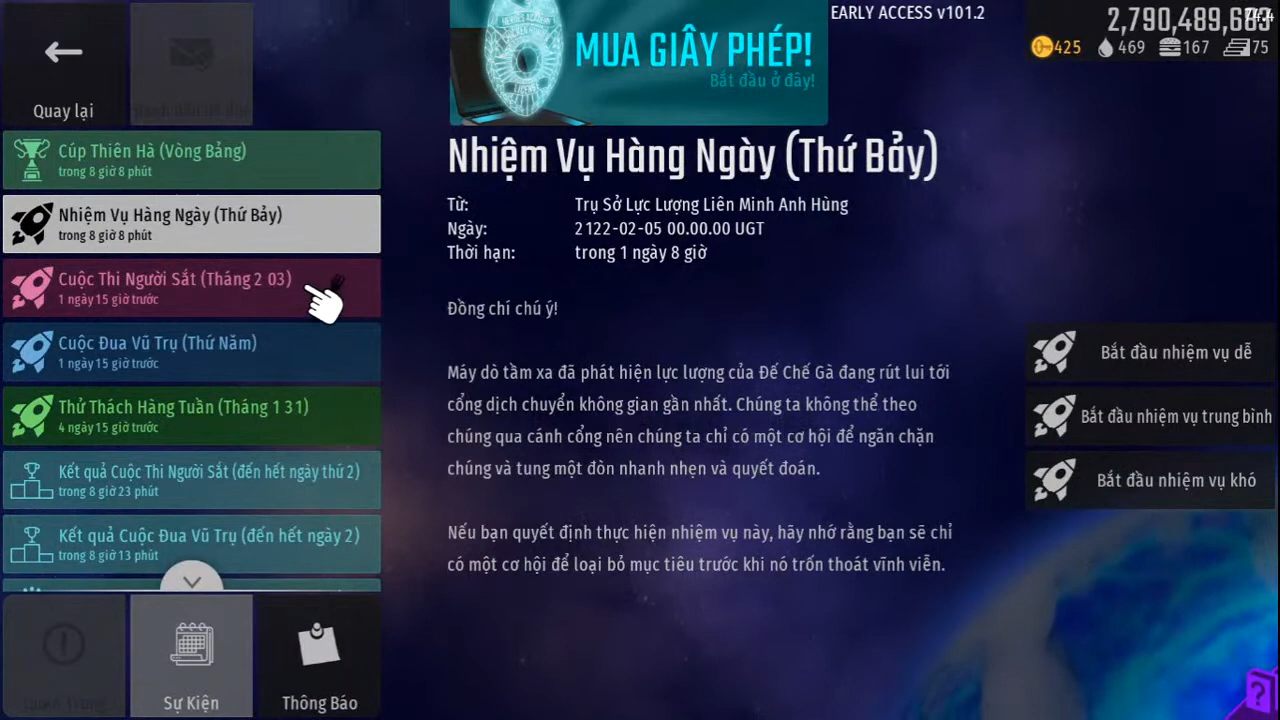 EARLY ACCESS v101.2
425
469
167
75
Quay lại
MUA GIÂY PHÉP!
Bắt đầu ở đây!
Cúp Thiên Hà (Vòng Bảng)
trong 8 giờ 8 phút
Nhiệm Vụ Hàng Ngày (Thứ Bảy)
trong 8 giờ 8 phút
Cuộc Thi Người Sắt (Tháng 2 03)
1 ngày 15 giờ trước
Cuộc Đua Vũ Trụ (Thứ Năm)
1 ngày 15 giờ trước
Thử Thách Hàng Tuần (Tháng 1 31)
4 ngày 15 giờ trước
Kết quả Cuộc Thi Người Sắt (đến hết ngày thứ 2)
trong 8 giờ 23 phút
Kết quả Cuộc Đua Vũ Trụ (đến hết ngày 2)
trong 8 giờ 13 phút
Sự Kiện
Thông Báo
Nhiệm Vụ Hàng Ngày (Thứ Bảy)
Từ: Trụ Sở Lực Lượng Liên Minh Anh Hùng
Ngày: 2122-02-05 00.00.00 UGT
Thời hạn: trong 1 ngày 8 giờ
Đồng chí chú ý!
Máy dò tầm xa đã phát hiện lực lượng của Đế Chế Gà đang rút lui tới
cổng dịch chuyển không gian gần nhất. Chúng ta không thể theo
chúng qua cánh cổng nên chúng ta chỉ có một cơ hội để ngăn chặn
chúng và tung một đòn nhanh nhẹn và quyết đoán.
Nếu bạn quyết định thực hiện nhiệm vụ này, hãy nhớ rằng bạn sẽ chỉ
có một cơ hội để loại bỏ mục tiêu trước khi nó trốn thoát vĩnh viễn.
Bắt đầu nhiệm vụ dễ
Bắt đầu nhiệm vụ trung bình
Bắt đầu nhiệm vụ khó